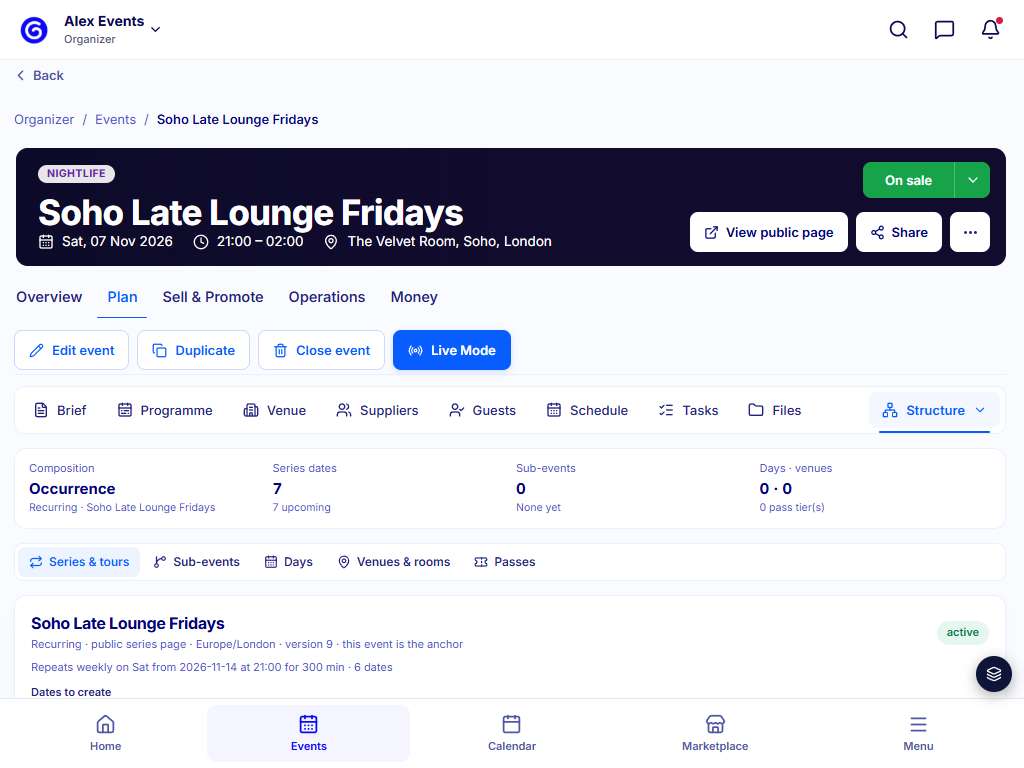 Alex Events
Organizer
Back
Organizer / Events / Soho Late Lounge Fridays
NIGHTLIFE
Soho Late Lounge Fridays
Sat, 07 Nov 2026 21:00 – 02:00 The Velvet Room, Soho, London
On sale
View public page Share
Overview Plan Sell & Promote Operations Money
Edit event Duplicate Close event Live Mode
Brief Programme Venue Suppliers Guests Schedule Tasks Files Structure
Composition Series dates Sub-events Days · venues
Occurrence 7 0 0 · 0
Recurring · Soho Late Lounge Fridays 7 upcoming None yet 0 pass tier(s)
Series & tours Sub-events Days Venues & rooms Passes
Soho Late Lounge Fridays
active
Recurring · public series page · Europe/London · version 9 · this event is the anchor
Repeats weekly on Sat from 2026-11-14 at 21:00 for 300 min · 6 dates
Dates to create
Home Events Calendar Marketplace Menu